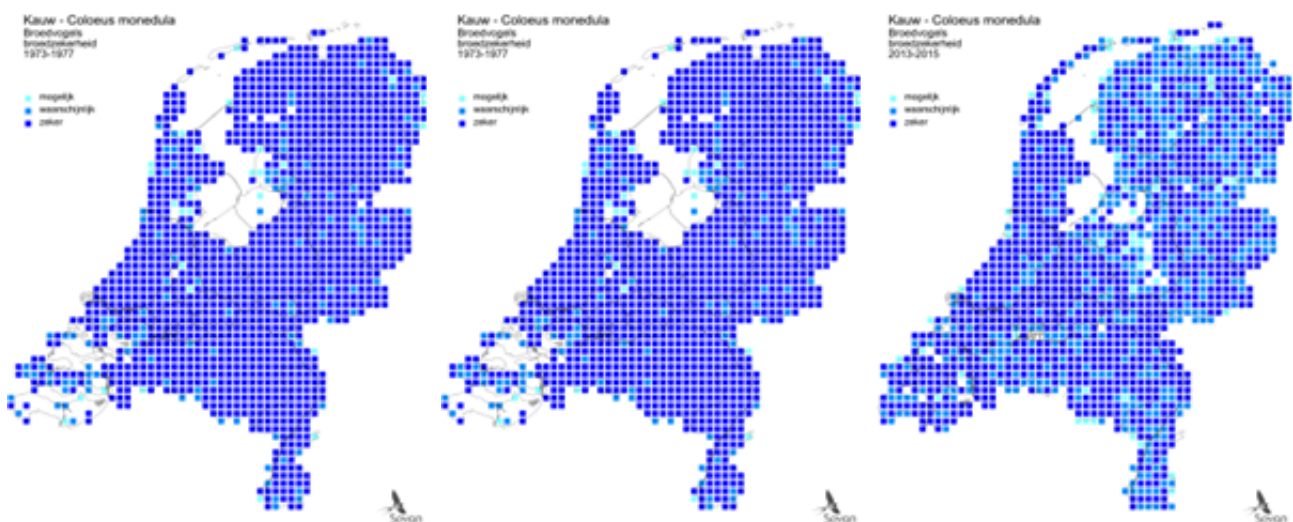 Kauw - Coloeus monedula
Broedvogels
broedzekerheid
1973-1977
mogelijk
waarschijnlijk
zeker
Sovon
Kauw - Coloeus monedula
Broedvogels
broedzekerheid
1973-1977
mogelijk
waarschijnlijk
zeker
Sovon
Kauw - Coloeus monedula
Broedvogels
broedzekerheid
2013-2015
mogelijk
waarschijnlijk
zeker
Sovon